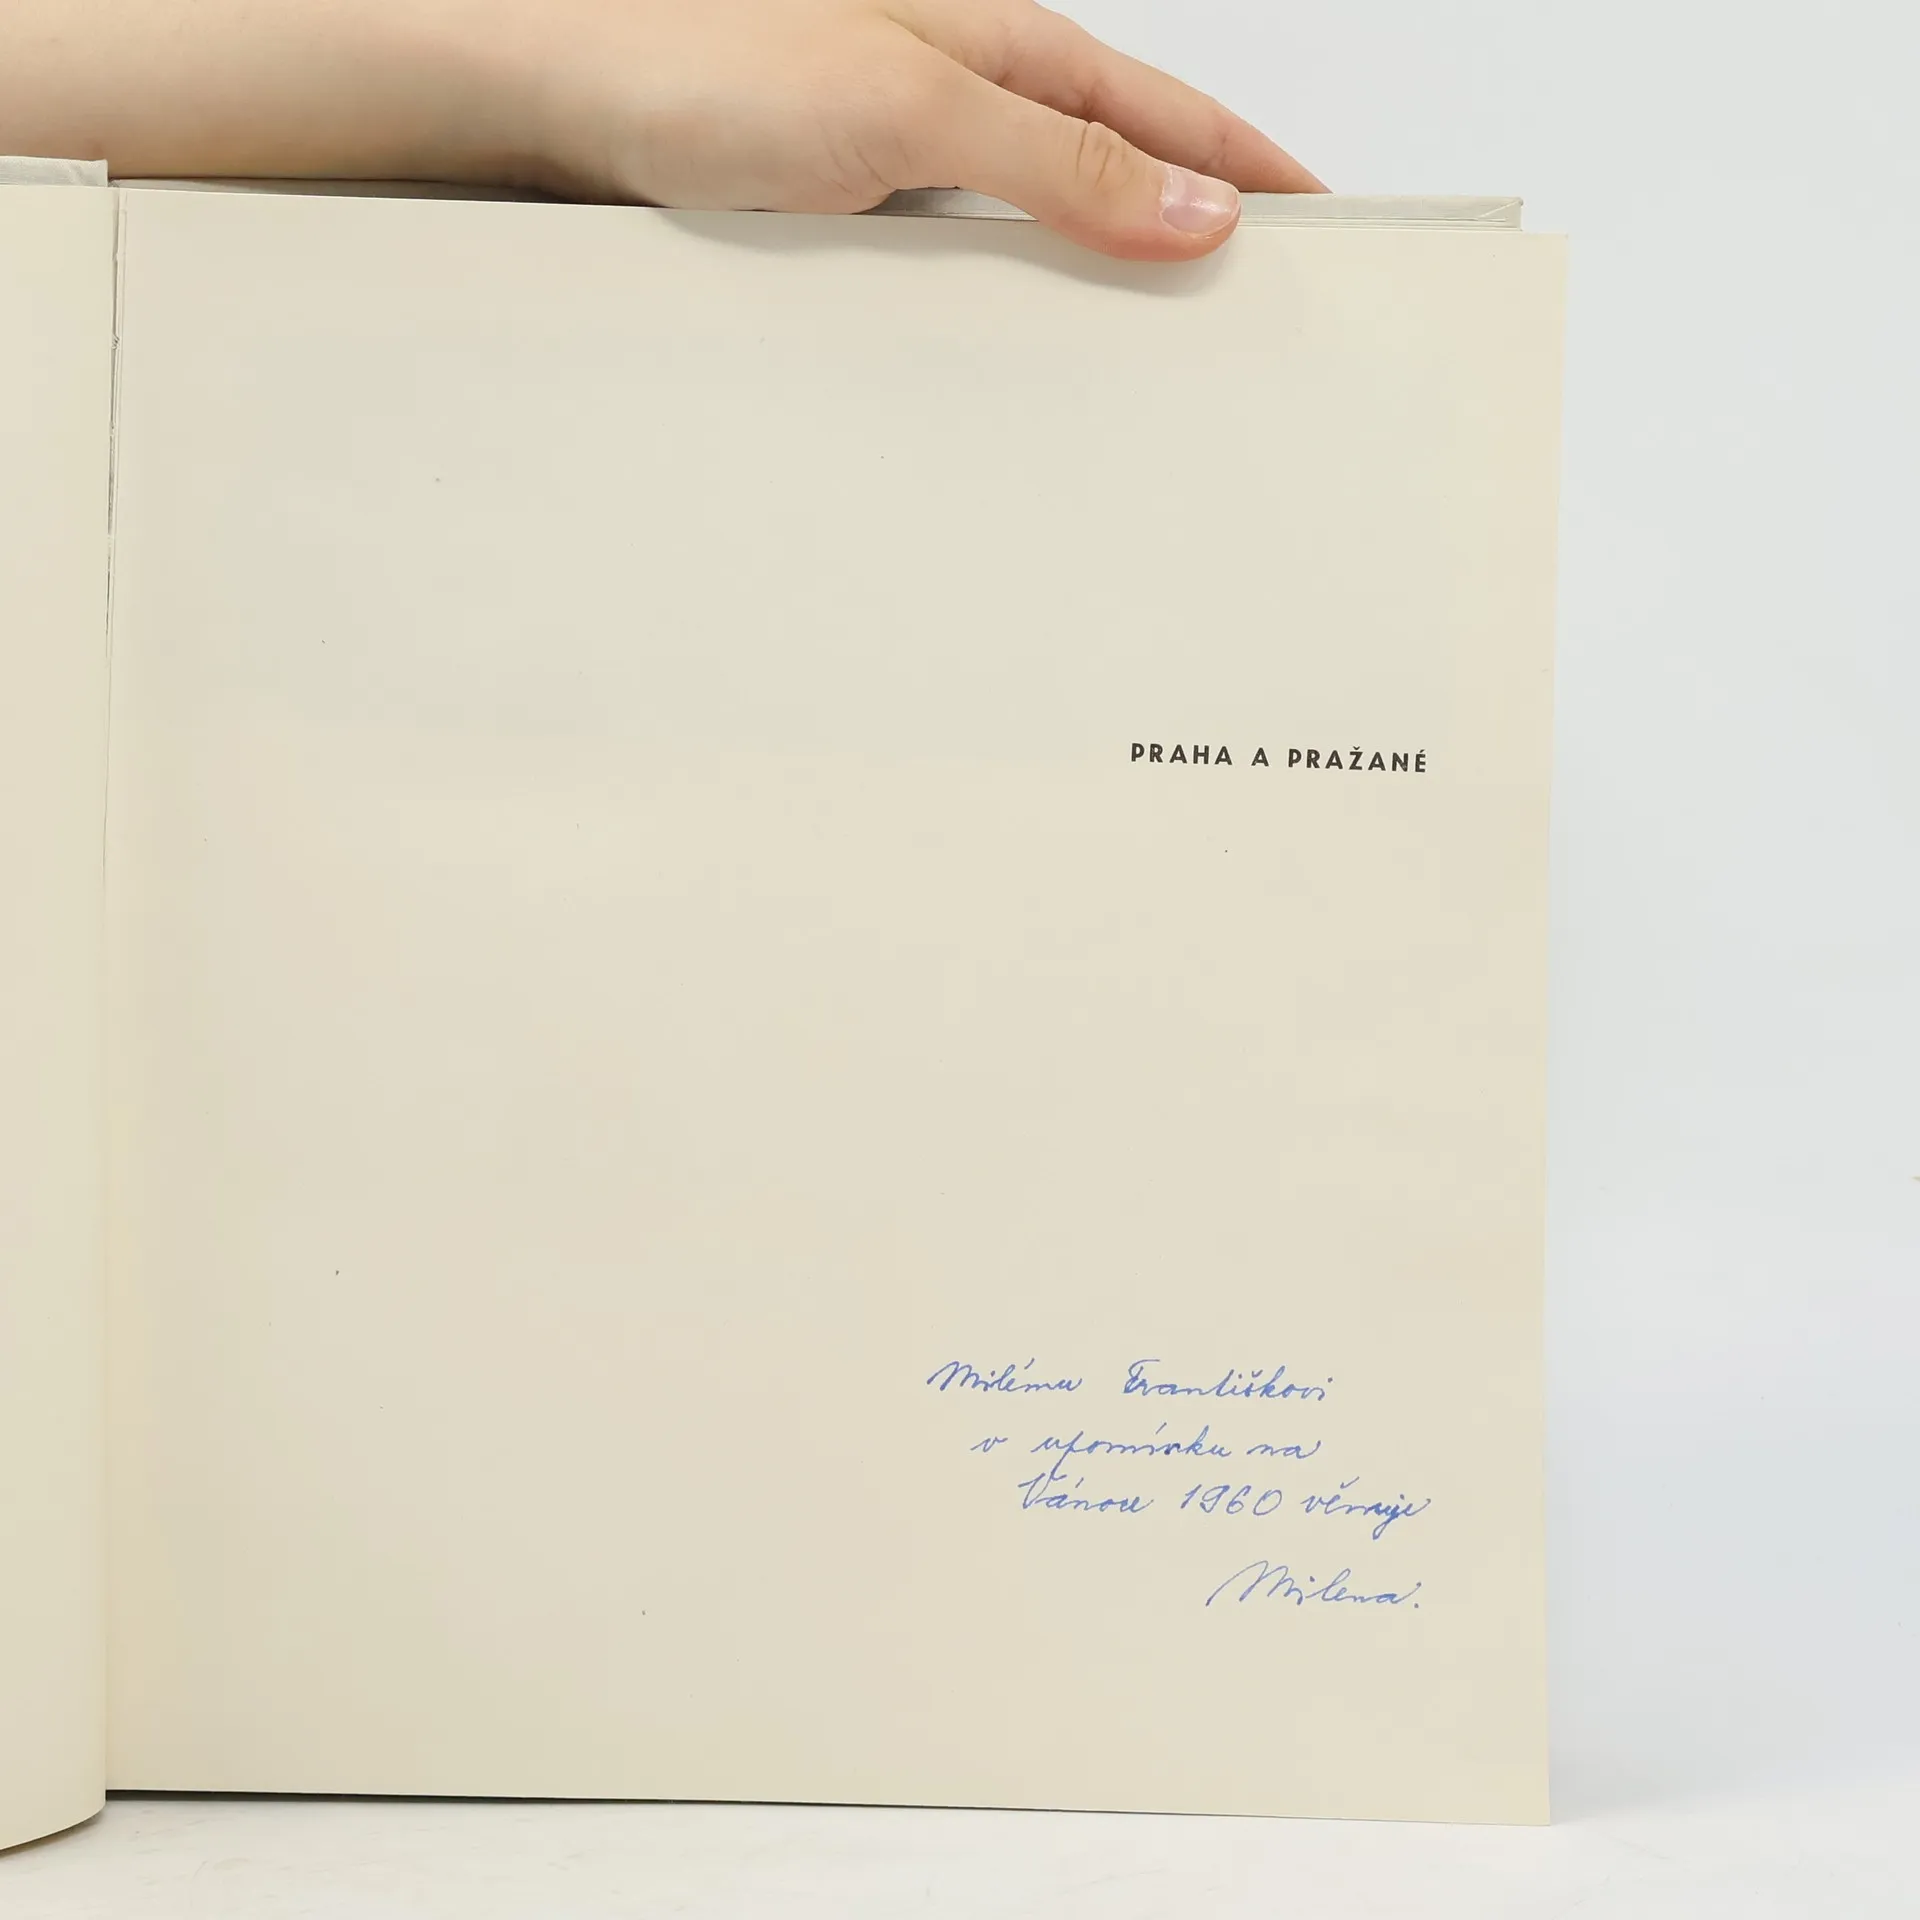 PRAHA A PRAŽANÉ
Milému Františkovi
v upomínku na
Vánoce 1960 věnuje
Milena.